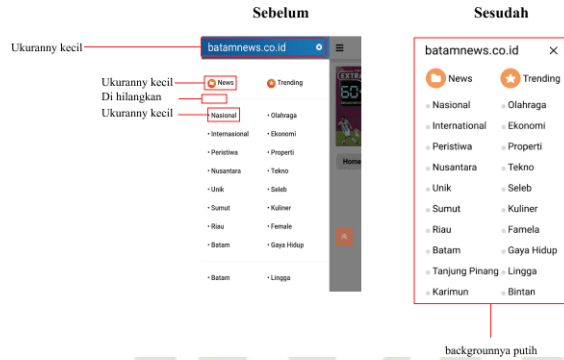 Sebelum
Sesudah
Ukuranny kecil
batamnews.co.id
Ukuranny kecil
News
Trending
Di hilangkan
Ukuranny kecil
Nasional
• Olahraga
• Internasional
• Ekonomi
• Peristiwa
• Properti
• Nusantara
• Tekno
• Unik
• Seleb
• Sumut
• Kuliner
• Riau
• Female
• Batam
• Gaya Hidup
• Batam
• Lingga
EXTRA
60
Home
batamnews.co.id ×
News
Trending
Nasional
Olahraga
International
Ekonomi
Peristiwa
Properti
Nusantara
Tekno
Unik
Seleb
Sumut
Kuliner
Riau
Famela
Batam
Gaya Hidup
Tanjung Pinang
Lingga
Karimun
Bintan
backgrounnya putih